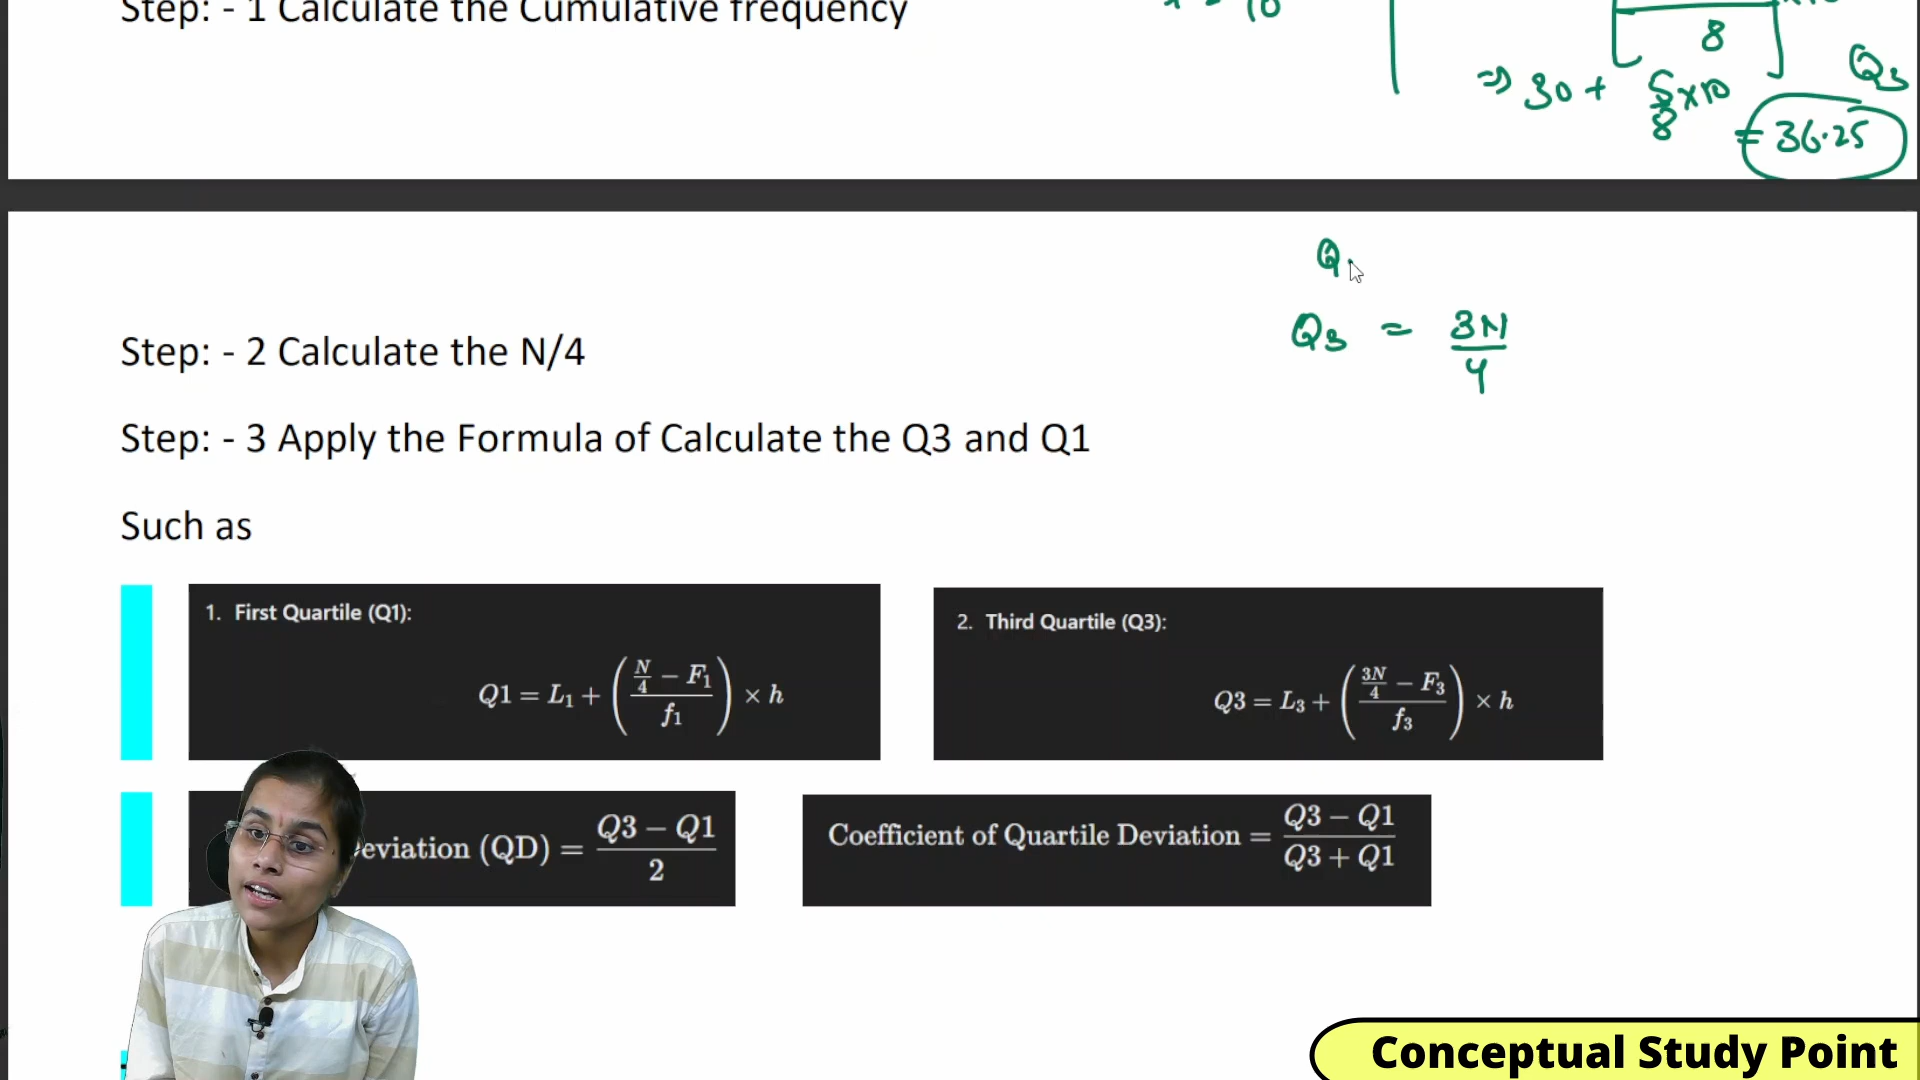 Step: - 1 Calculate the Cumulative frequency
8
Q3
⇒ 30 + 5/8 ×10
= 36.25
Q.
Q3 = 3N/4
Step: - 2 Calculate the N/4
Step: - 3 Apply the Formula of Calculate the Q3 and Q1
Such as
1. First Quartile (Q1):
Q1 = L₁ + ( (N/4 − F₁) / f₁ ) × h
2. Third Quartile (Q3):
Q3 = L₃ + ( (3N/4 − F₃) / f₃ ) × h
eviation (QD) = (Q3 − Q1) / 2
Coefficient of Quartile Deviation = (Q3 − Q1) / (Q3 + Q1)
Conceptual Study Point